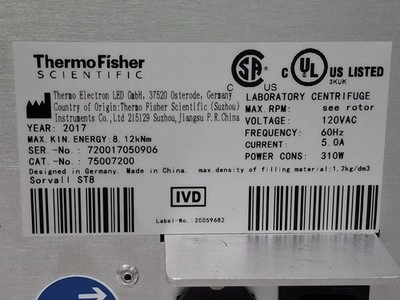 ThermoFisher
SCIENTIFIC
Thermo Electron LED GmbH, 37520 Osterode, Germany
Country of Origin:Thermo Fisher Scientific (Suzhou)
Instruments Co., Ltd 215129 Suzhou, Jiangsu P.R. China
YEAR: 2017
MAX. KIN. ENERGY: 8.12kNm
SER.-No.: 720017050906
CAT.-No.: 75007200
SA
C US
C UL US LISTED
3KUK
LABORATORY CENTRIFUGE
MAX. RPM: see rotor
VOLTAGE: 120VAC
FREQUENCY: 60Hz
CURRENT: 5.0A
POWER CONS: 310W
Designed in Germany. Made in China. max.density of filling material:1,2kg/dm3
Sorvall ST8
IVD
Label-No.:20059682